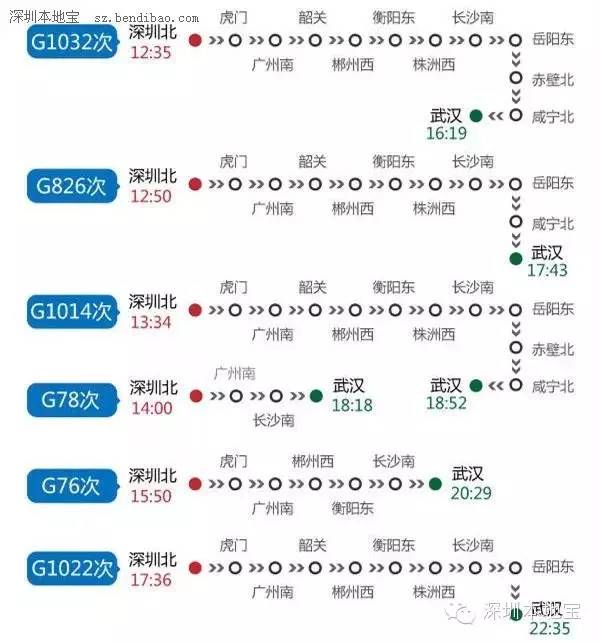 深圳本地宝 sz.bendibao.com
G1032次
深圳北
12:35
虎门 韶关 衡阳东 长沙南
广州南 郴州西 株洲西
岳阳东
赤壁北
咸宁北
武汉
16:19
G826次
深圳北
12:50
虎门 韶关 衡阳东 长沙南
广州南 郴州西 株洲西
岳阳东
咸宁北
武汉
17:43
G1014次
深圳北
13:34
虎门 韶关 衡阳东 长沙南
广州南 郴州西 株洲西
岳阳东
赤壁北
咸宁北
武汉
18:52
G78次
深圳北
14:00
广州南
长沙南
武汉
18:18
G76次
深圳北
15:50
虎门 郴州西 长沙南
广州南 衡阳东
武汉
20:29
G1022次
深圳北
17:36
虎门 韶关 衡阳东 长沙南
广州南 郴州西 株洲西
岳阳东
武汉
22:35
深圳本地宝